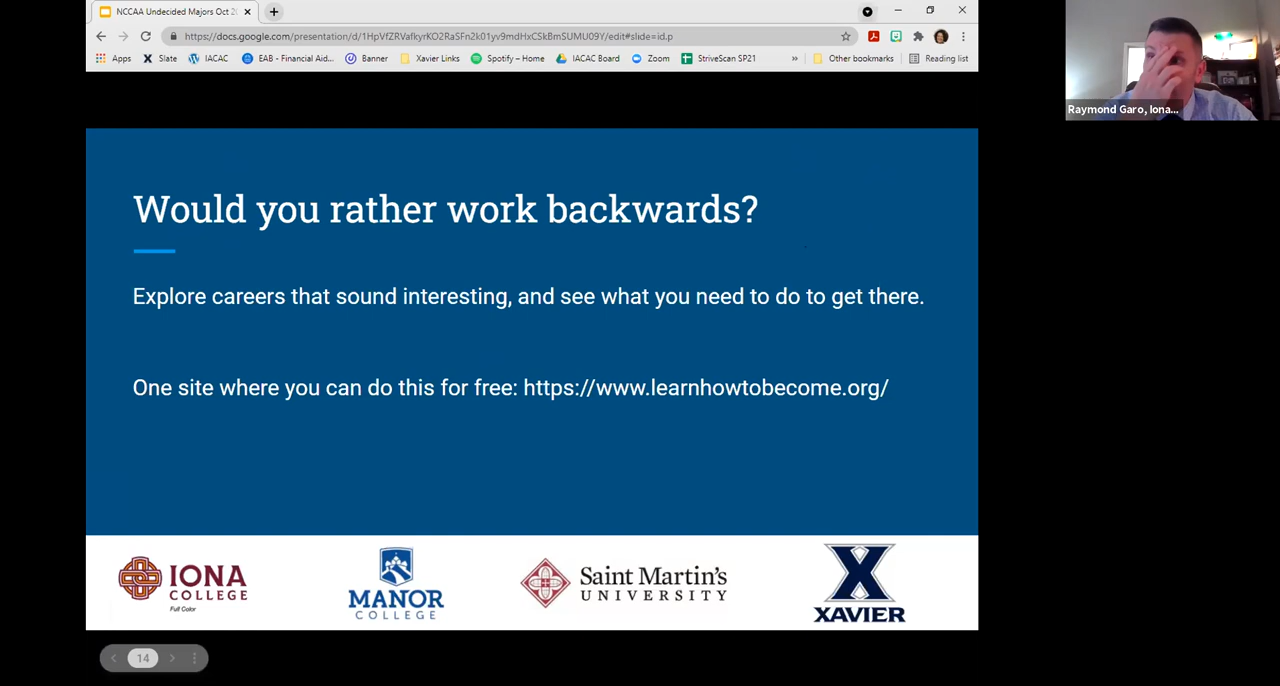 NCCAA Undecided Majors Oct 2
https://docs.google.com/presentation/d/1HpVfZRVafkyrKO2RaSFn2k01yv9mdHxCSkBmSUMU09Y/edit#slide=id.p
Apps Slate IACAC EAB - Financial Aid... Banner Xavier Links Spotify – Home IACAC Board Zoom StriveScan SP21 » Other bookmarks Reading list
Raymond Garo, Iona...
Would you rather work backwards?
Explore careers that sound interesting, and see what you need to do to get there.
One site where you can do this for free: https://www.learnhowtobecome.org/
IONA
COLLEGE
Full Color
MANOR
COLLEGE
Saint Martin's
UNIVERSITY
X
XAVIER
14